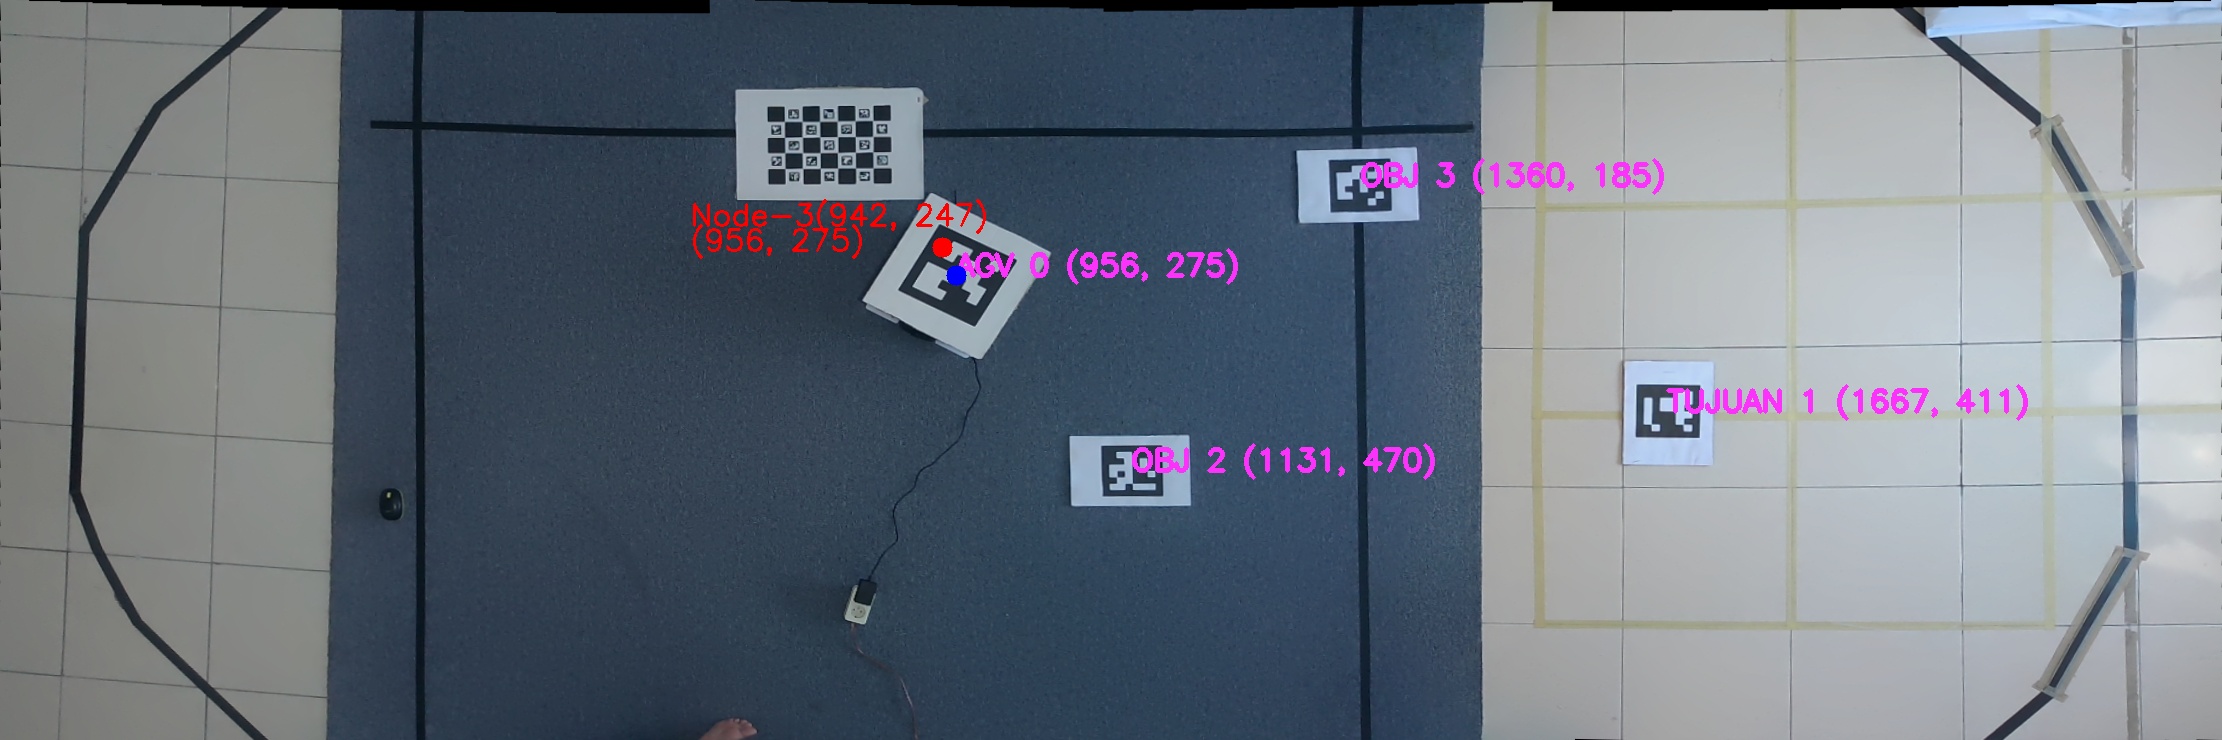 OBJ 3 (1360, 185)
Node-3(942, 247)
(956, 275)
AGV 0 (956, 275)
TUJUAN 1 (1667, 411)
OBJ 2 (1131, 470)